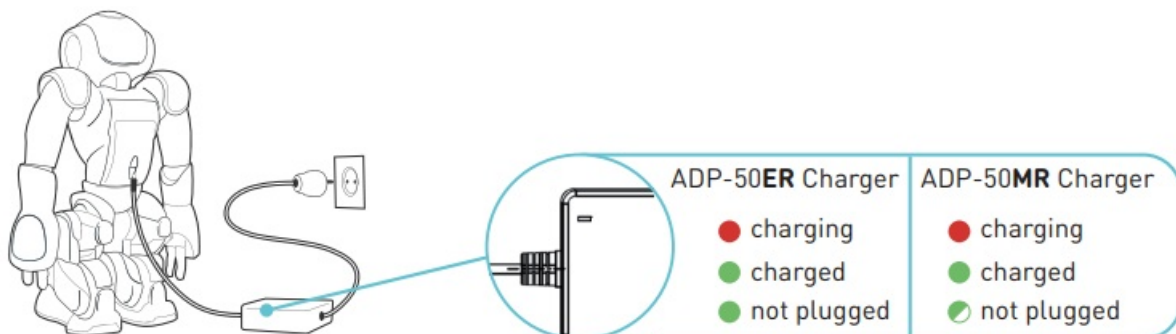 ADP-50ER Charger
charging
charged
not plugged
ADP-50MR Charger
charging
charged
not plugged